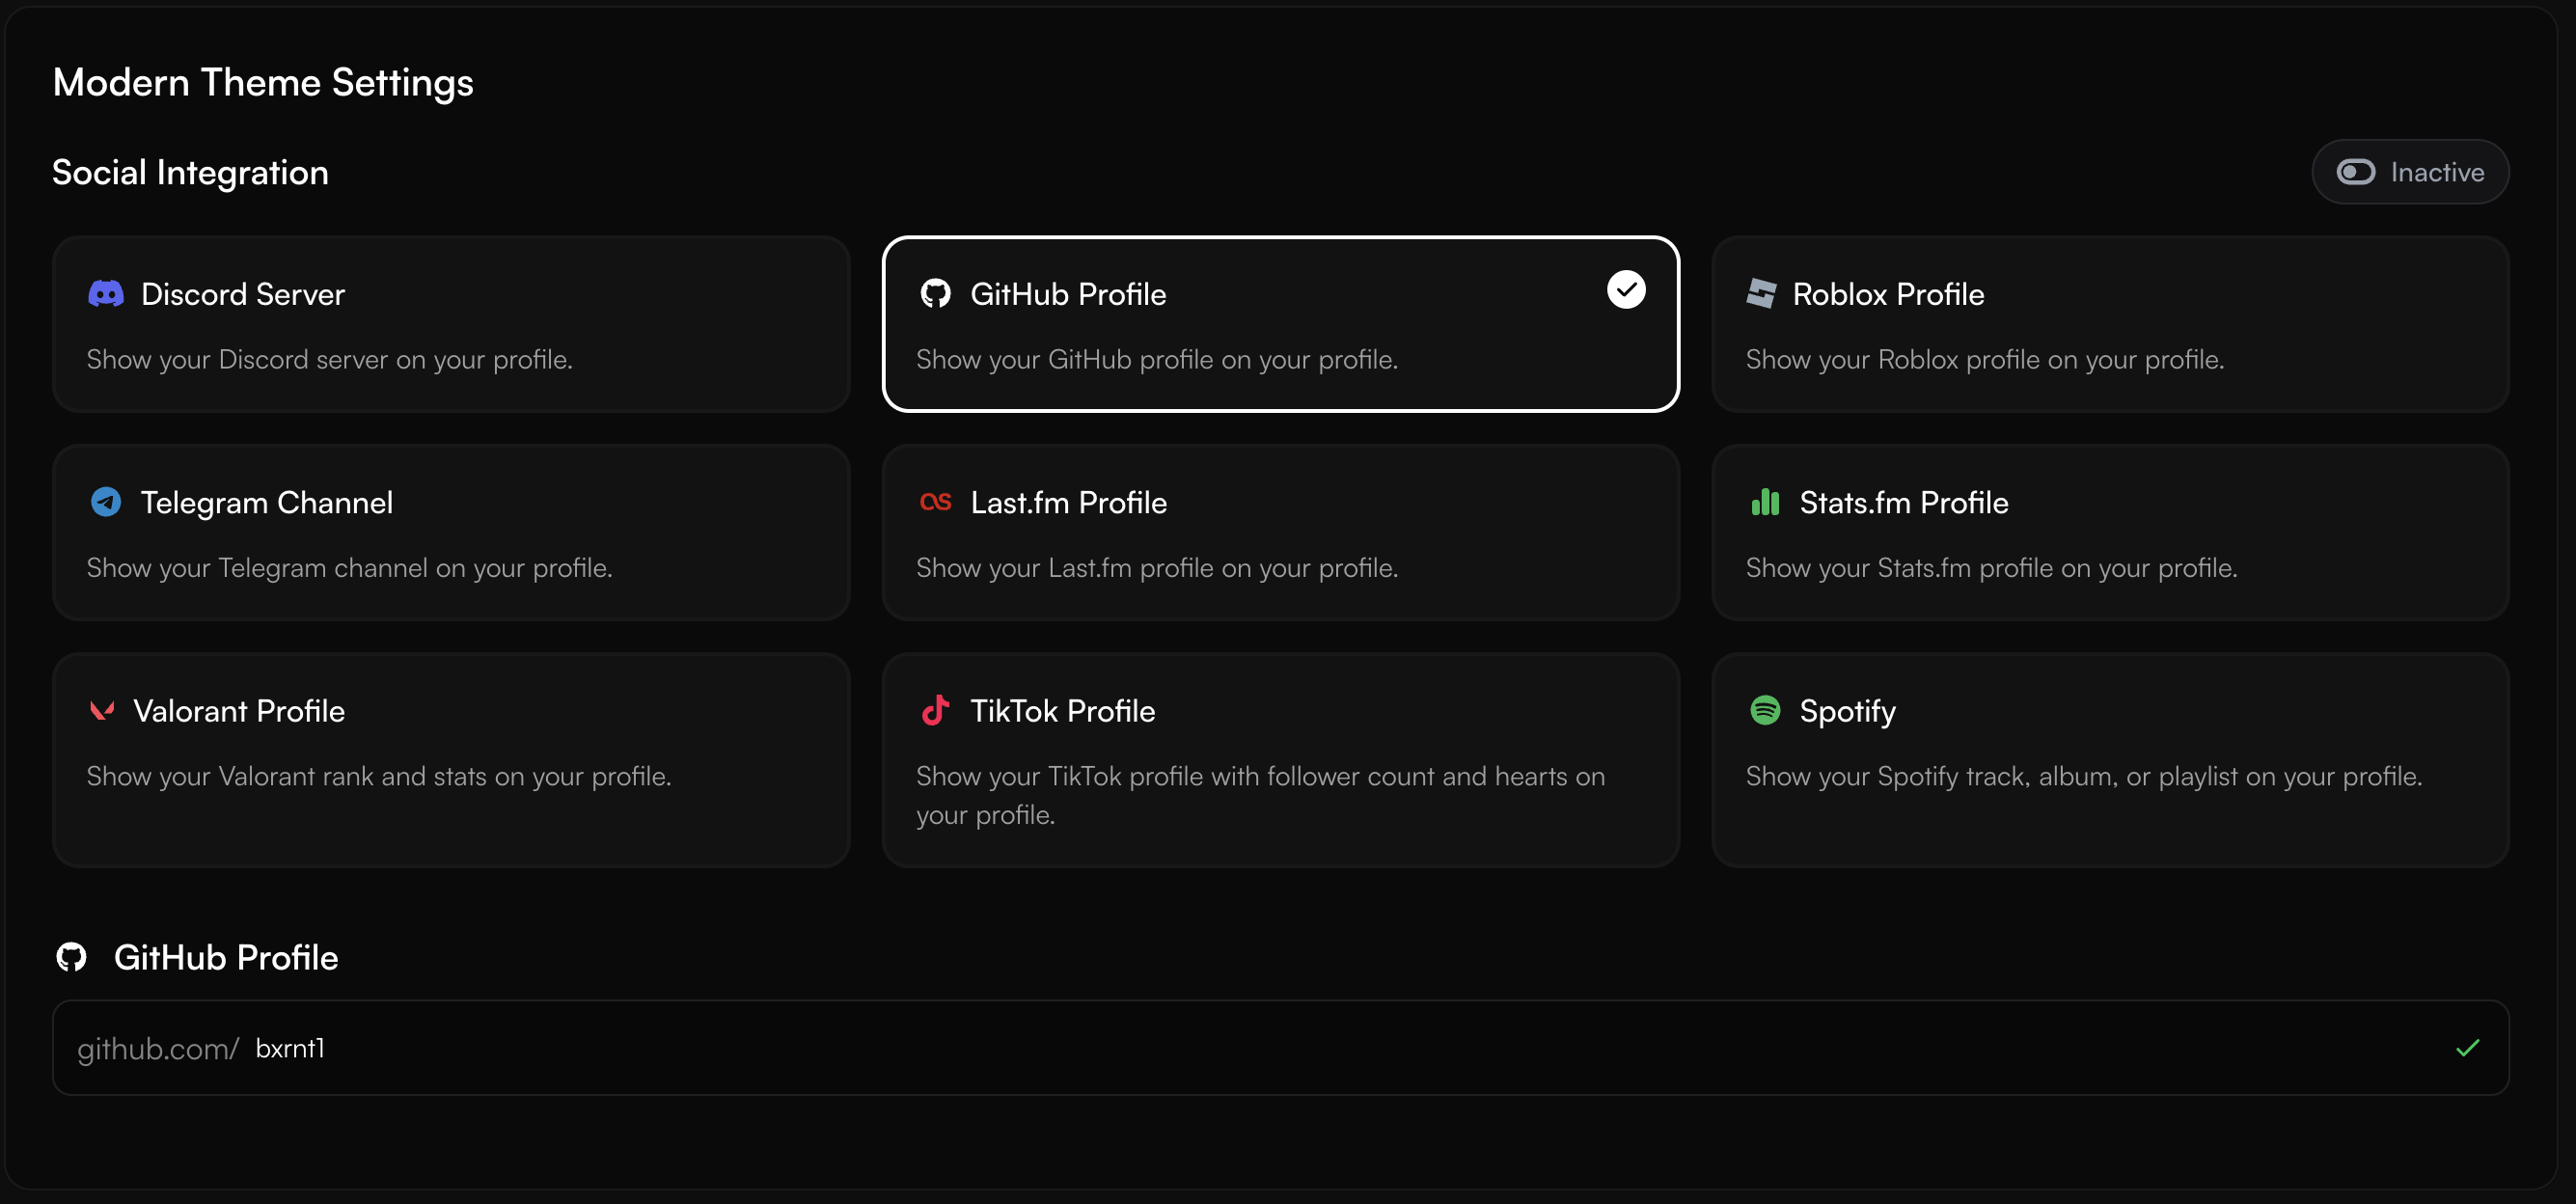 Modern Theme Settings
Social Integration
Inactive
Discord Server
Show your Discord server on your profile.
GitHub Profile
Show your GitHub profile on your profile.
Roblox Profile
Show your Roblox profile on your profile.
Telegram Channel
Show your Telegram channel on your profile.
Last.fm Profile
Show your Last.fm profile on your profile.
Stats.fm Profile
Show your Stats.fm profile on your profile.
Valorant Profile
Show your Valorant rank and stats on your profile.
TikTok Profile
Show your TikTok profile with follower count and hearts on
your profile.
Spotify
Show your Spotify track, album, or playlist on your profile.
GitHub Profile
github.com/ bxrnt1